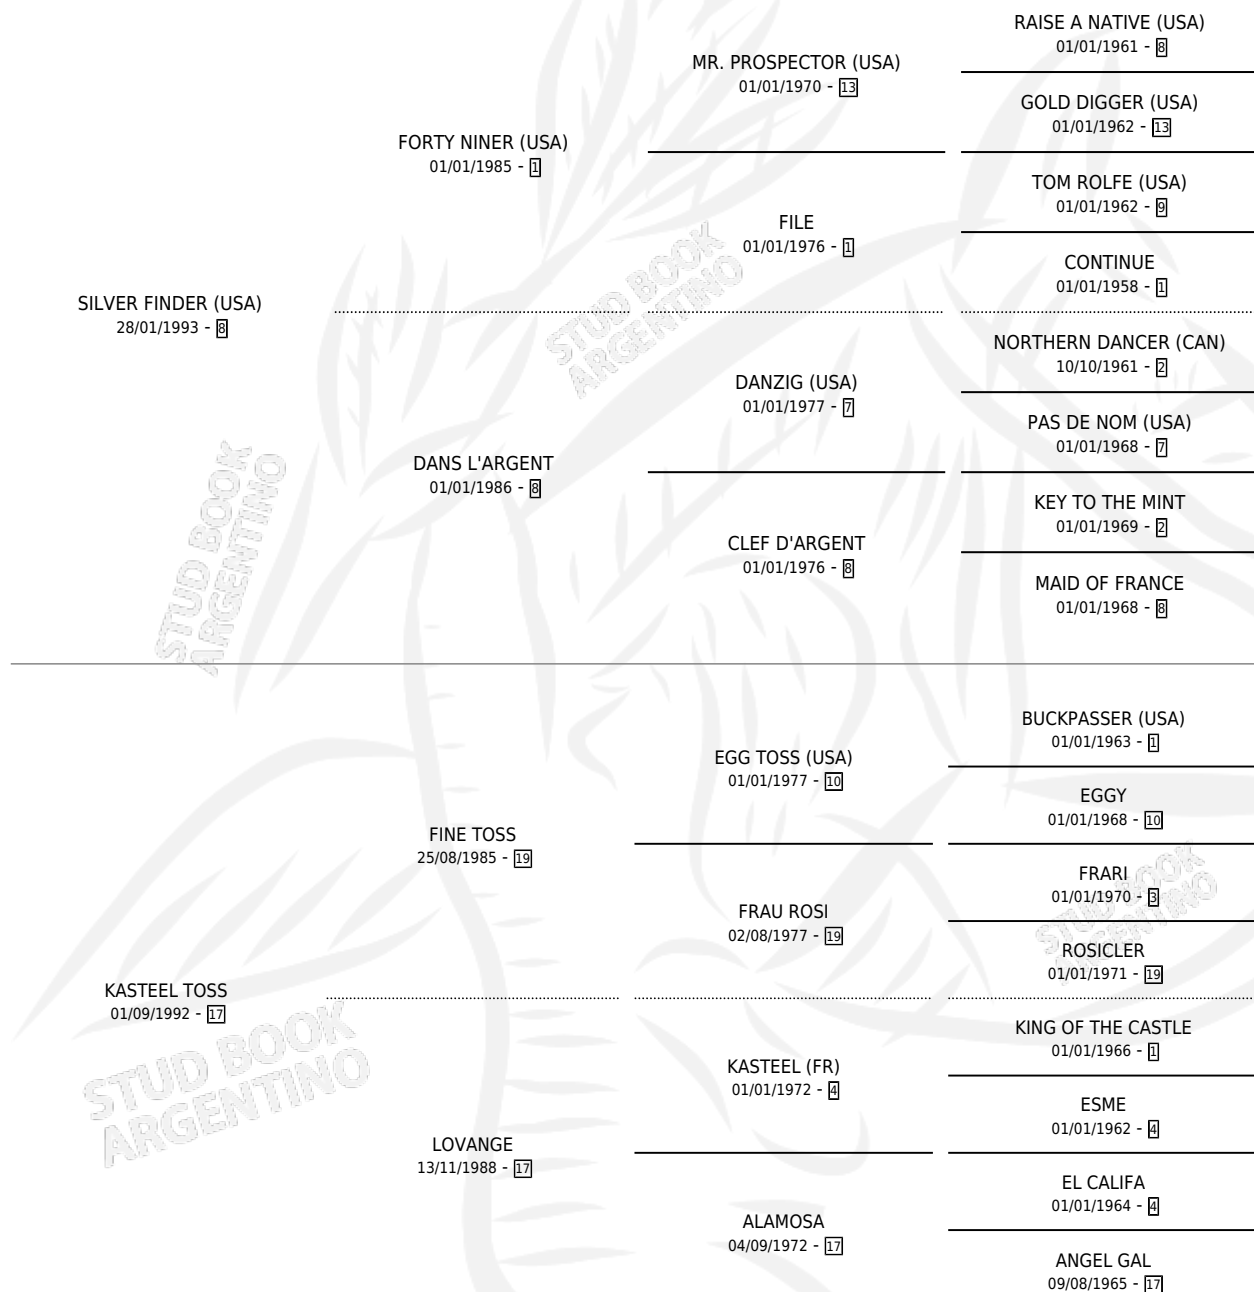 RAISE A NATIVE (USA)
01/01/1961 - 8
MR. PROSPECTOR (USA)
01/01/1970 - 13
GOLD DIGGER (USA)
01/01/1962 - 13
FORTY NINER (USA)
01/01/1985 - 1
TOM ROLFE (USA)
01/01/1962 - 9
FILE
01/01/1976 - 1
CONTINUE
01/01/1958 - 1
SILVER FINDER (USA)
28/01/1993 - 8
NORTHERN DANCER (CAN)
10/10/1961 - 2
DANZIG (USA)
01/01/1977 - 7
PAS DE NOM (USA)
01/01/1968 - 7
DANS L'ARGENT
01/01/1986 - 8
KEY TO THE MINT
01/01/1969 - 2
CLEF D'ARGENT
01/01/1976 - 8
MAID OF FRANCE
01/01/1968 - 8
BUCKPASSER (USA)
01/01/1963 - 1
EGG TOSS (USA)
01/01/1977 - 10
EGGY
01/01/1968 - 10
FINE TOSS
25/08/1985 - 19
FRARI
01/01/1970 - 3
FRAU ROSI
02/08/1977 - 19
ROSICLER
01/01/1971 - 19
KASTEEL TOSS
01/09/1992 - 17
KING OF THE CASTLE
01/01/1966 - 1
KASTEEL (FR)
01/01/1972 - 4
ESME
01/01/1962 - 4
LOVANGE
13/11/1988 - 17
EL CALIFA
01/01/1964 - 4
ALAMOSA
04/09/1972 - 17
ANGEL GAL
09/08/1965 - 17
STUD BOOK
ARGENTINO
STUD BOOK
ARGENTINO
STUD BOOK
ARGENTINO
STUD BOOK
ARGENTINO